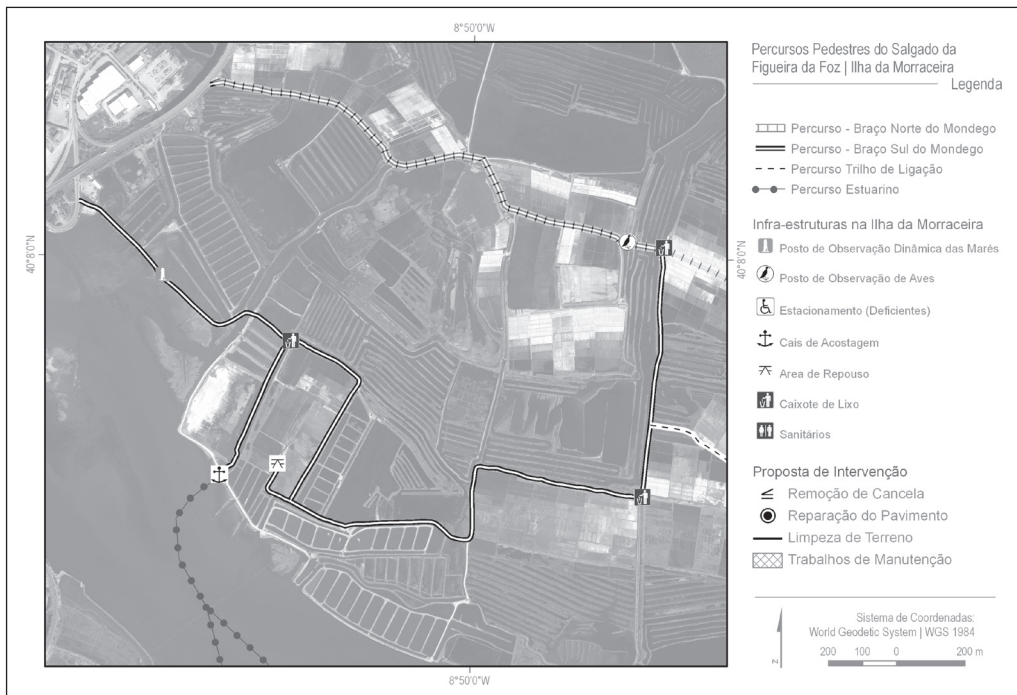 8°50'0"W
40°8'0"N
40°8'0"N
8°50'0"W
Percursos Pedestres do Salgado da
Figueira da Foz | Ilha da Morraceira
Legenda
Percurso - Braço Norte do Mondego
Percurso - Braço Sul do Mondego
Percurso Trilho de Ligação
Percurso Estuarino
Infra-estruturas na Ilha da Morraceira
Posto de Observação Dinâmica das Marés
Posto de Observação de Aves
Estacionamento (Deficientes)
Cais de Acostagem
Area de Repouso
Caixote de Lixo
Sanitários
Proposta de Intervenção
Remoção de Cancela
Reparação do Pavimento
Limpeza de Terreno
Trabalhos de Manutenção
Sistema de Coordenadas:
World Geodetic System | WGS 1984
N
200 100 0 200 m